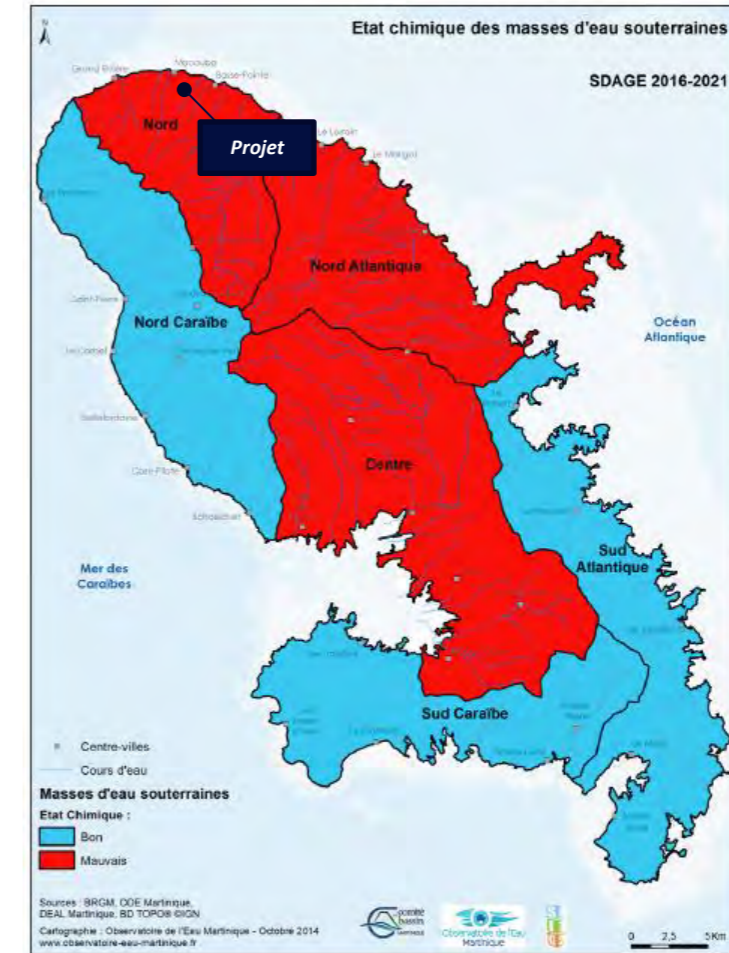 N
Etat chimique des masses d'eau souterraines
SDAGE 2016-2021
Macouba
Grand Rivière
Basse-Pointe
Nord
Projet
Le Lorrain
Le Marigot
Nord Atlantique
Océan
Atlantique
Saint-Pierre
Nord Caraïbe
Le Carbet
Bellefontaine
Case-Pilote
Centre
Schoelcher
Mer des
Caraïbes
Sud
Atlantique
Sud Caraïbe
Centre-villes
Cours d'eau
Masses d'eau souterraines
Etat Chimique :
Bon
Mauvais
Sources : BRGM, ODE Martinique,
DEAL Martinique, BD TOPO® ©IGN
Cartographie : Observatoire de l'Eau Martinique - Octobre 2014
www.observatoire-eau-martinique.fr
comité
bassin
Observatoire de l'Eau
Martinique
0 2,5 5Km